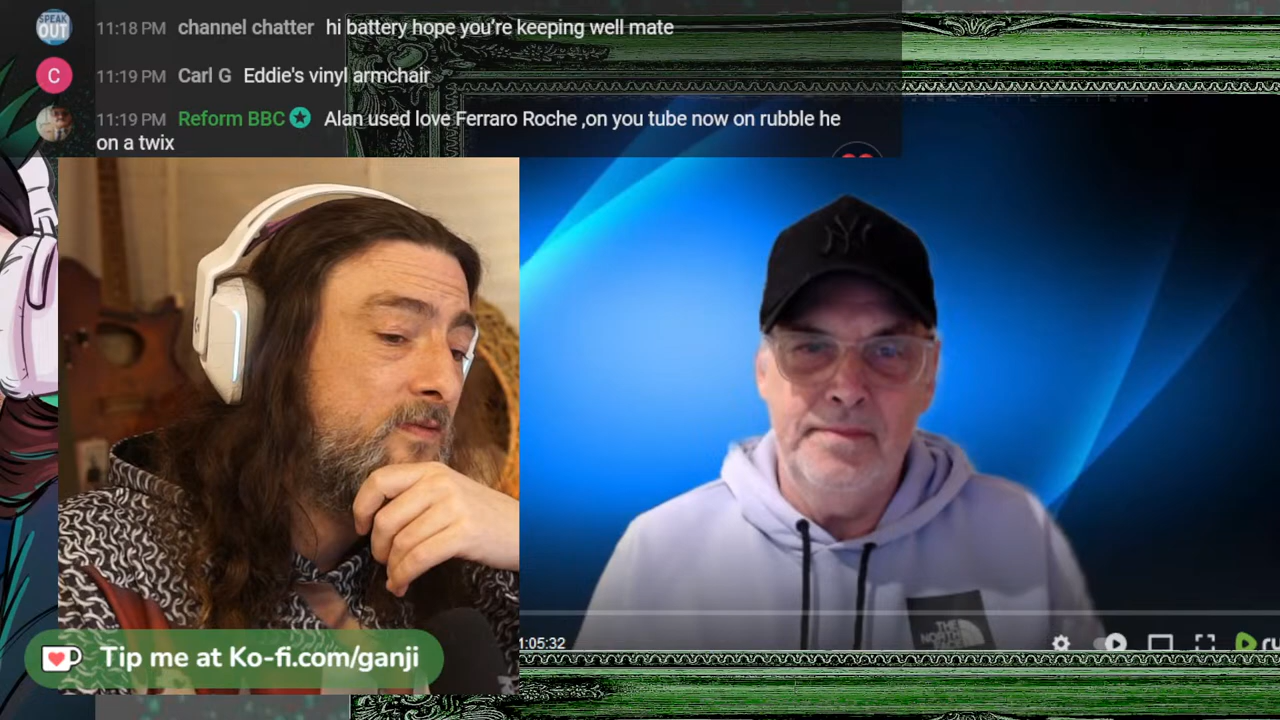 SPEAK
OUT
11:18 PM channel chatter hi battery hope you're keeping well mate
C
11:19 PM Carl G Eddie's vinyl armchair
11:19 PM Reform BBC Alan used love Ferraro Roche ,on you tube now on rubble he
on a twix
NY
THE
NORTH
FACE
1:05:32
Tip me at Ko-fi.com/ganji